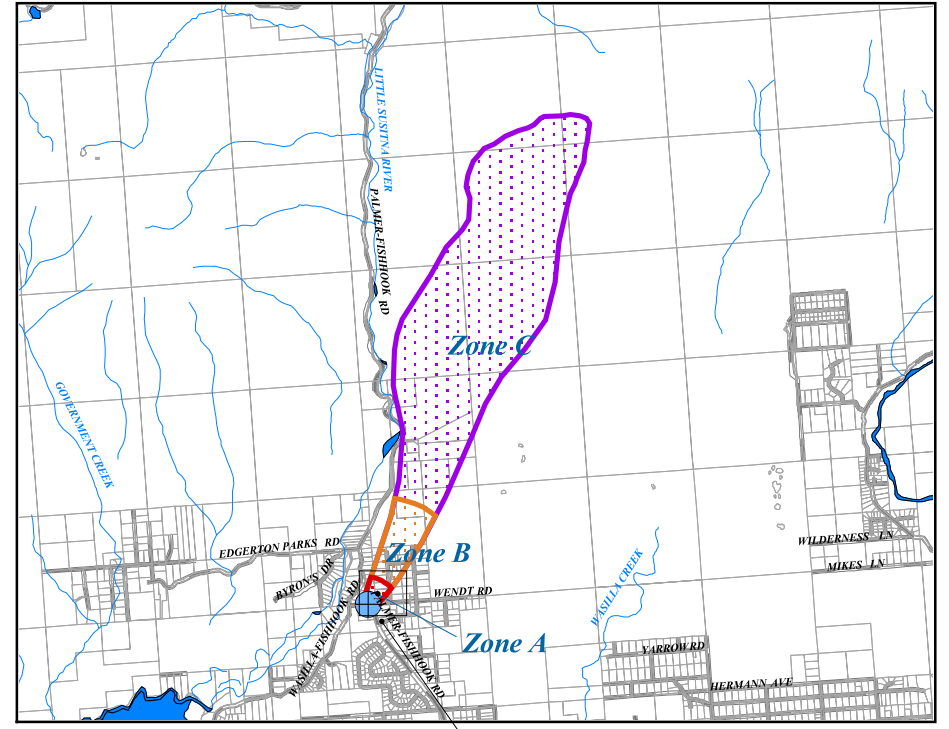 LITTLE SUSITNA RIVER
PALMER-FISHHOOK RD
Zone C
GOVERNMENT CREEK
EDGERTON PARKS RD
Zone B
BYRON'S DR
WILDERNESS LN
MIKES LN
WASILLA CREEK
WENDT RD
WASILLA-FISHHOOK RD
PALMER-FISHHOOK RD
Zone A
YARROW RD
HERMANN AVE